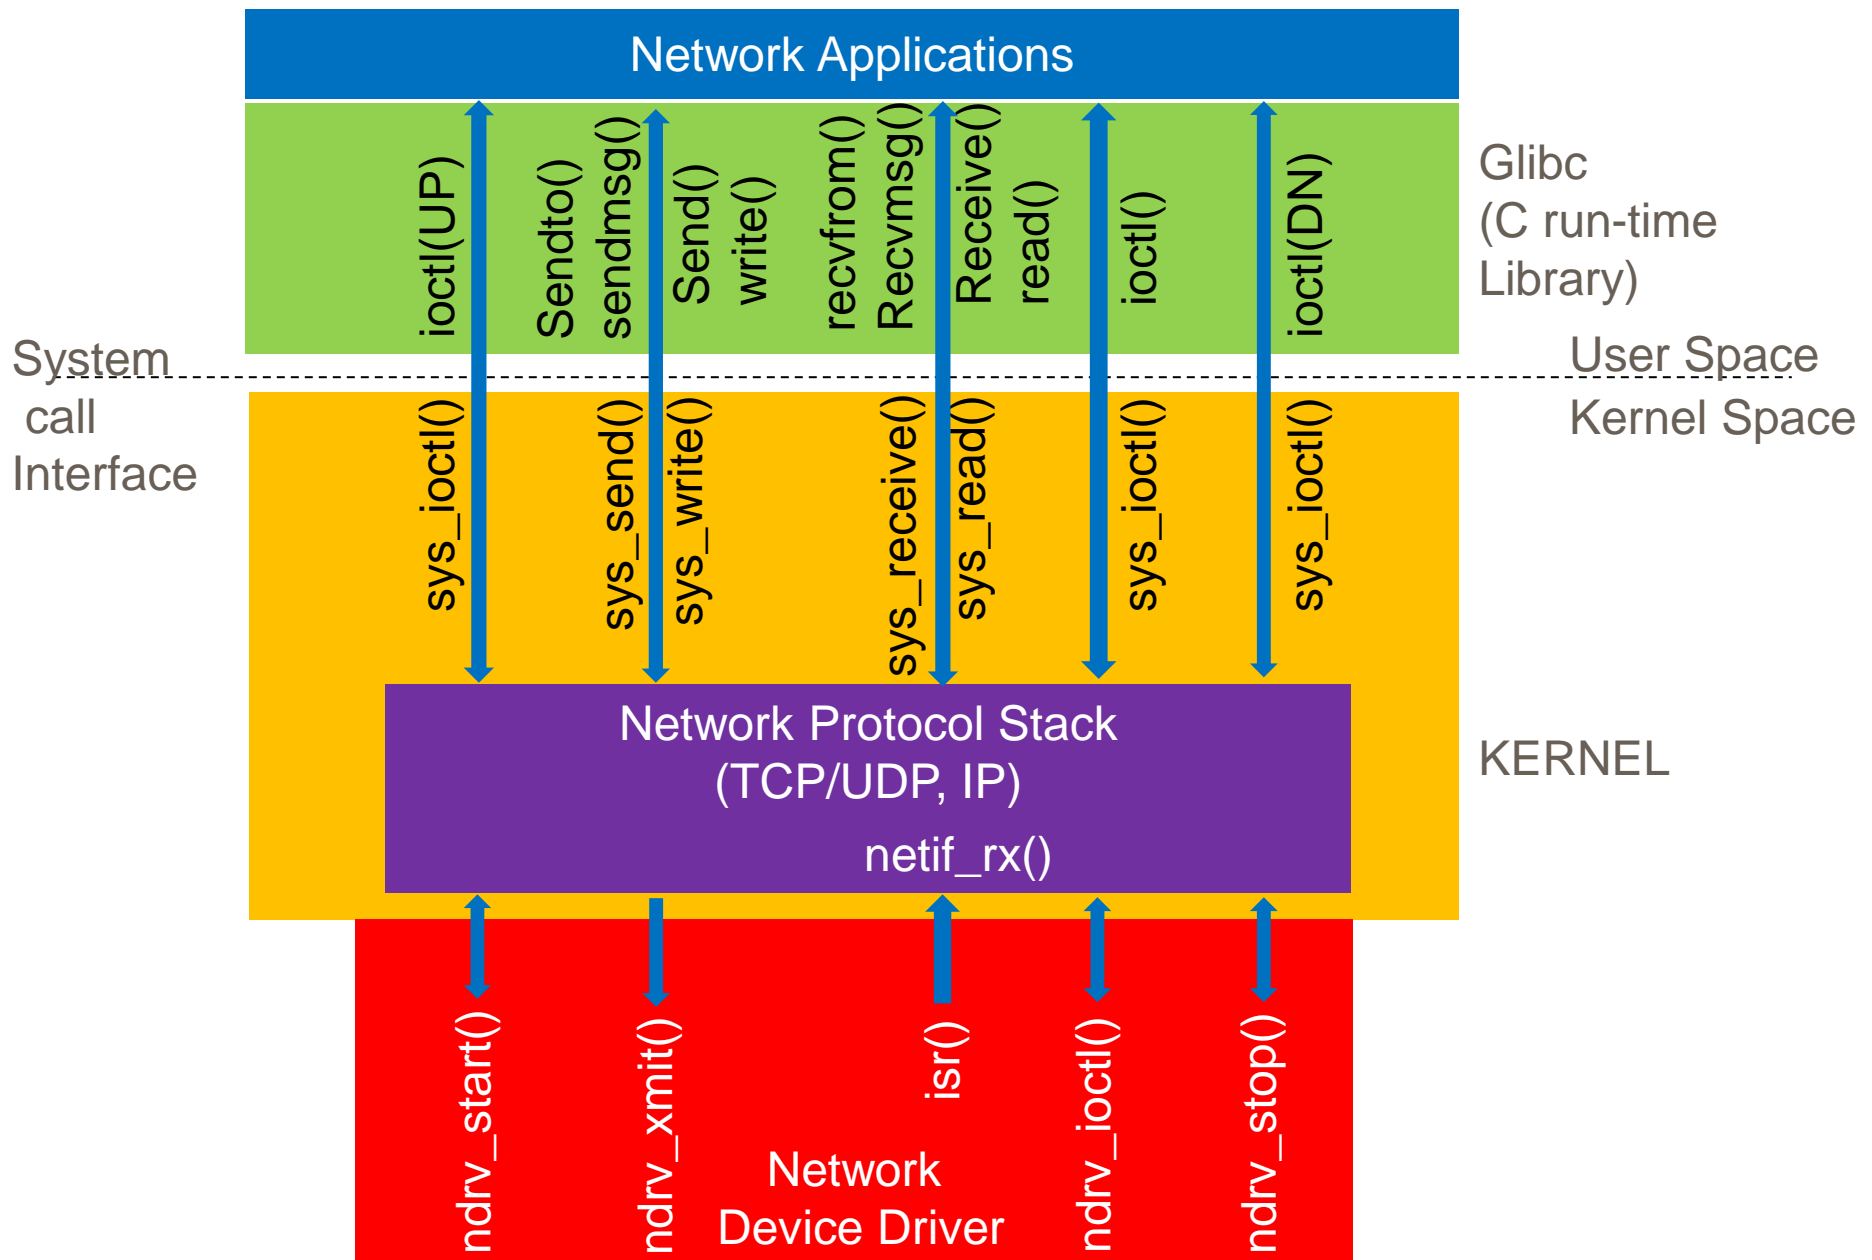 Network Applications
ioctl(UP)
Sendto()
sendmsg()
Send()
write()
recvfrom()
Recvmsg()
Receive()
read()
ioctl()
ioctl(DN)
Glibc
(C run-time
Library)
System
call
Interface
User Space
Kernel Space
sys_ioctl()
sys_send()
sys_write()
sys_receive()
sys_read()
sys_ioctl()
sys_ioctl()
Network Protocol Stack
(TCP/UDP, IP)
netif_rx()
KERNEL
ndrv_start()
ndrv_xmit()
isr()
ndrv_ioctl()
ndrv_stop()
Network
Device Driver